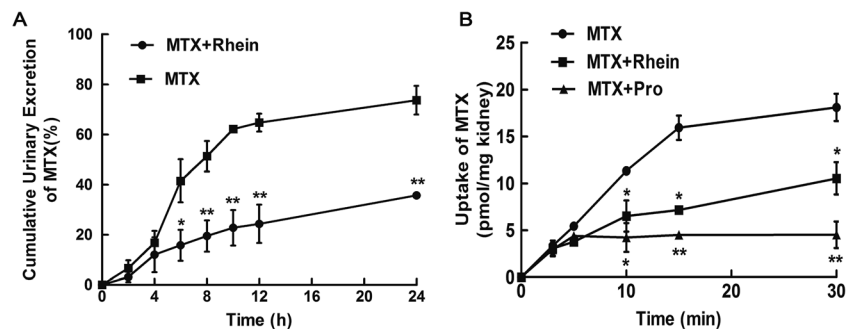 A
MTX+Rhein
MTX
Cumulative Urinary Excretion
of MTX(%)
100
80
60
40
20
0
*
**
**
**
**
0
4
8
12
16
20
24
Time (h)
B
MTX
MTX+Rhein
MTX+Pro
Uptake of MTX
(pmol/mg kidney)
25
20
15
10
5
0
*
*
*
*
**
**
0
10
20
30
Time (min)